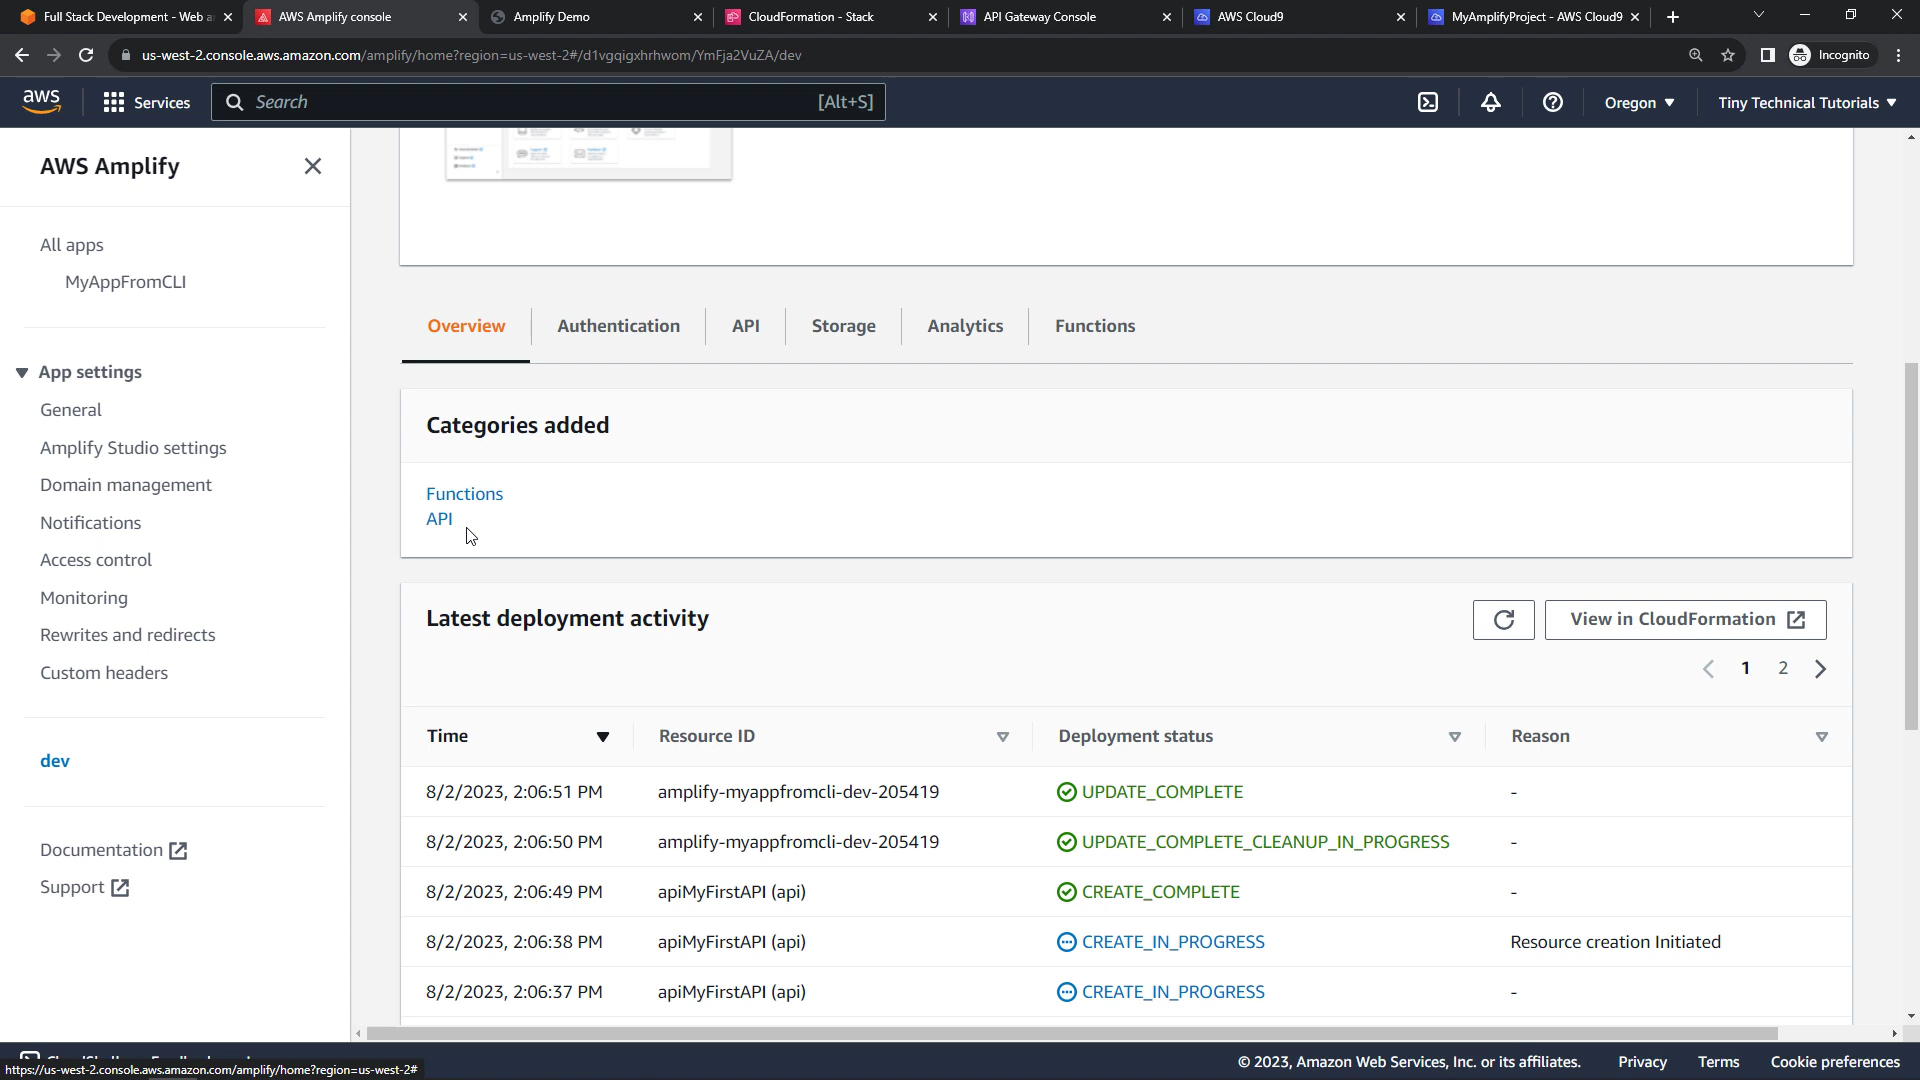 Full Stack Development - Web a
AWS Amplify console
Amplify Demo
CloudFormation - Stack
API Gateway Console
AWS Cloud9
MyAmplifyProject - AWS Cloud9
us-west-2.console.aws.amazon.com/amplify/home?region=us-west-2#/d1vgqigxhrhwom/YmFja2VuZA/dev
Incognito
aws
Services
Search
[Alt+S]
Oregon
Tiny Technical Tutorials
AWS Amplify
All apps
MyAppFromCLI
App settings
General
Amplify Studio settings
Domain management
Notifications
Access control
Monitoring
Rewrites and redirects
Custom headers
dev
Documentation
Support
Overview
Authentication
API
Storage
Analytics
Functions
Categories added
Functions
API
Latest deployment activity
View in CloudFormation
1 2
Time Resource ID Deployment status Reason
8/2/2023, 2:06:51 PM amplify-myappfromcli-dev-205419 UPDATE_COMPLETE -
8/2/2023, 2:06:50 PM amplify-myappfromcli-dev-205419 UPDATE_COMPLETE_CLEANUP_IN_PROGRESS -
8/2/2023, 2:06:49 PM apiMyFirstAPI (api) CREATE_COMPLETE -
8/2/2023, 2:06:38 PM apiMyFirstAPI (api) CREATE_IN_PROGRESS Resource creation Initiated
8/2/2023, 2:06:37 PM apiMyFirstAPI (api) CREATE_IN_PROGRESS -
https://us-west-2.console.aws.amazon.com/amplify/home?region=us-west-2#
© 2023, Amazon Web Services, Inc. or its affiliates.
Privacy
Terms
Cookie preferences